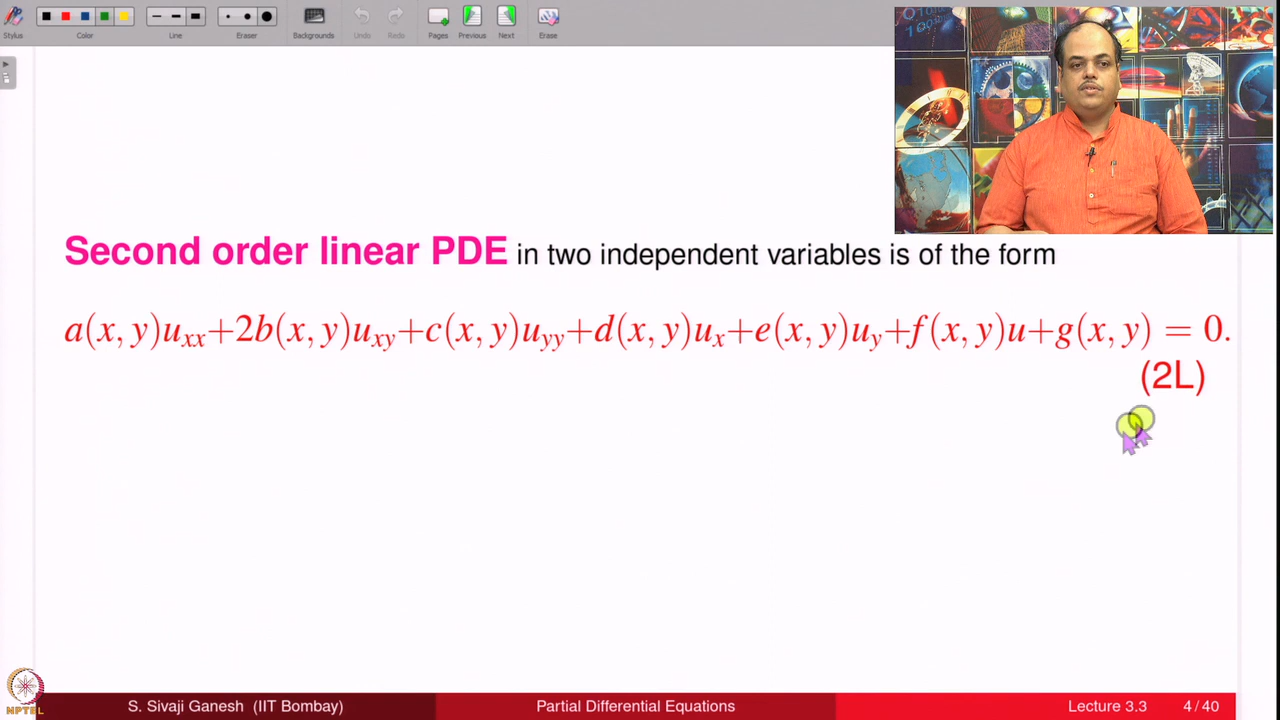 Stylus Color Line Eraser Backgrounds Undo Redo Pages Previous Next Erase
Second order linear PDE in two independent variables is of the form
a(x, y)u_{xx}+2b(x, y)u_{xy}+c(x, y)u_{yy}+d(x, y)u_x+e(x, y)u_y+f(x, y)u+g(x, y) = 0.
(2L)
NPTEL
S. Sivaji Ganesh (IIT Bombay) Partial Differential Equations Lecture 3.3 4 / 40